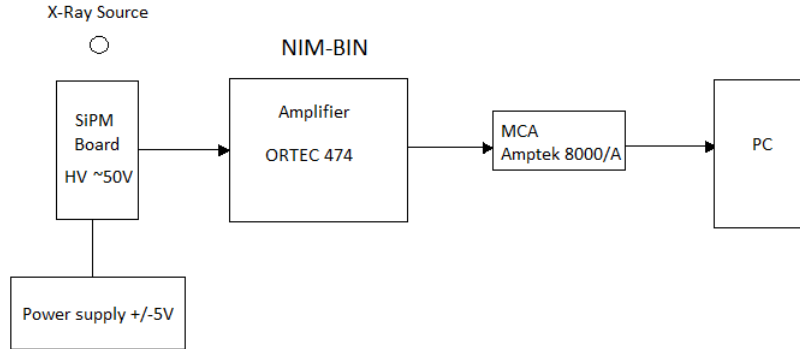 X-Ray Source
NIM-BIN
SiPM
Board
HV ~50V
Amplifier
ORTEC 474
MCA
Amptek 8000/A
PC
Power supply +/-5V